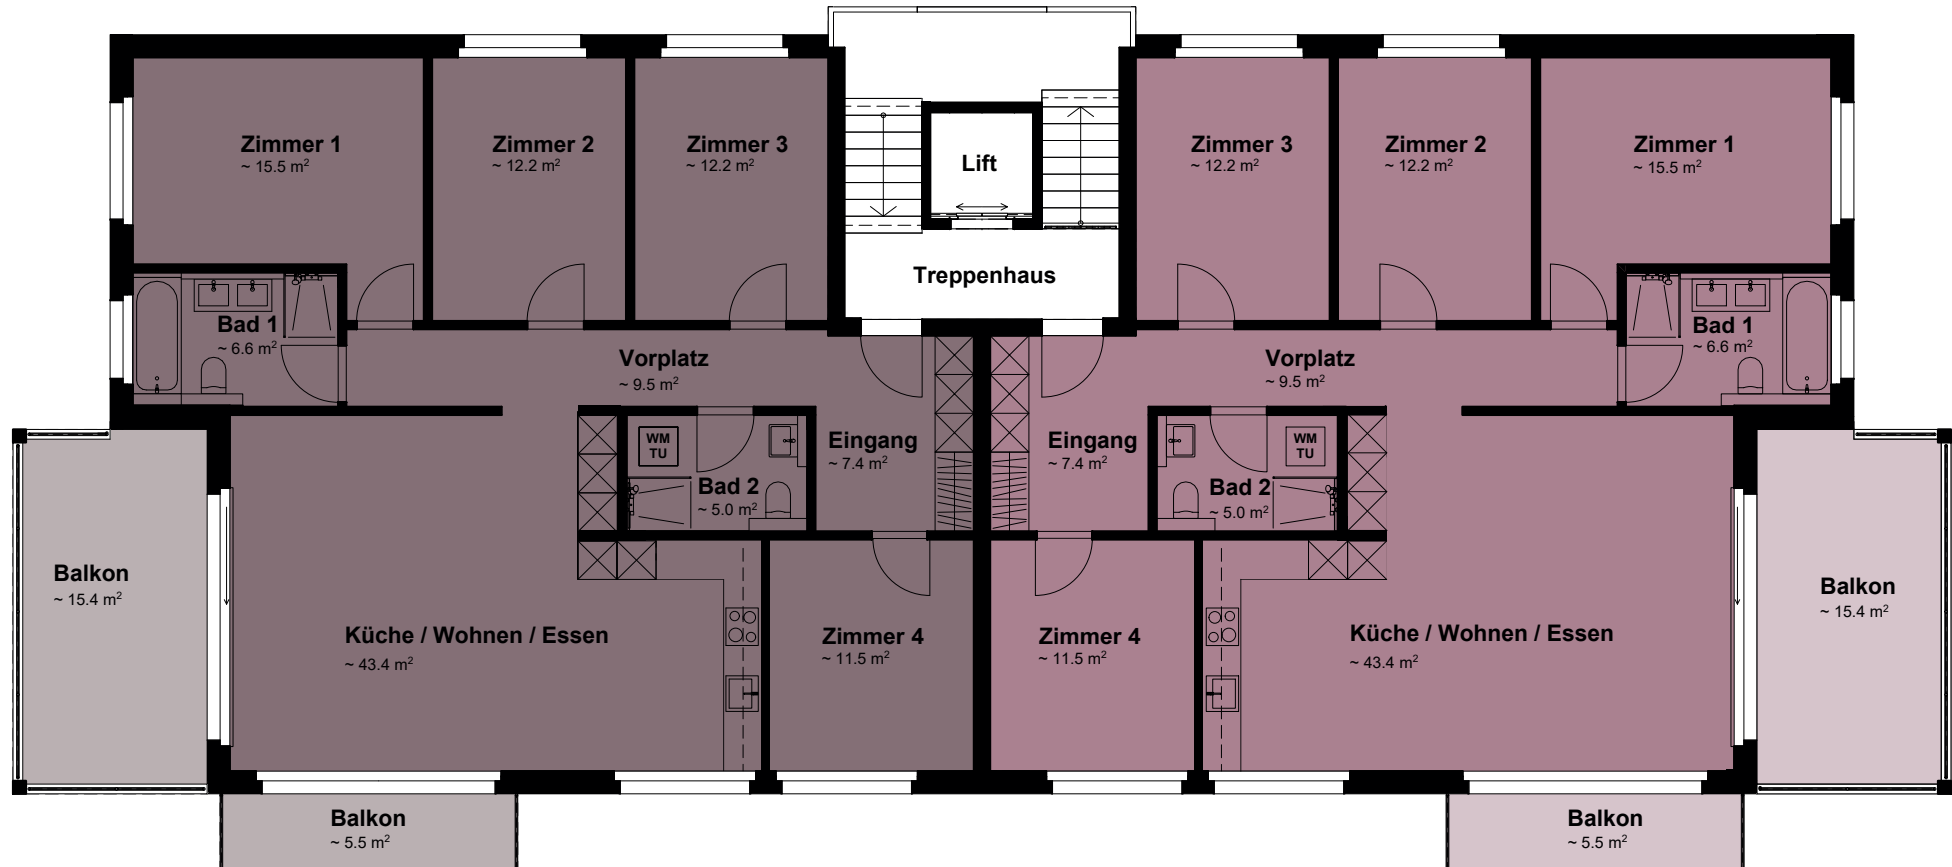 Zimmer 1
~ 15.5 m²
Zimmer 2
~ 12.2 m²
Zimmer 3
~ 12.2 m²
Lift
Zimmer 3
~ 12.2 m²
Zimmer 2
~ 12.2 m²
Zimmer 1
~ 15.5 m²
Treppenhaus
Bad 1
~ 6.6 m²
Vorplatz
~ 9.5 m²
Vorplatz
~ 9.5 m²
Bad 1
~ 6.6 m²
WM
TU
Eingang
~ 7.4 m²
Eingang
~ 7.4 m²
WM
TU
Bad 2
~ 5.0 m²
Bad 2
~ 5.0 m²
Balkon
~ 15.4 m²
Küche / Wohnen / Essen
~ 43.4 m²
Zimmer 4
~ 11.5 m²
Zimmer 4
~ 11.5 m²
Küche / Wohnen / Essen
~ 43.4 m²
Balkon
~ 15.4 m²
Balkon
~ 5.5 m²
Balkon
~ 5.5 m²